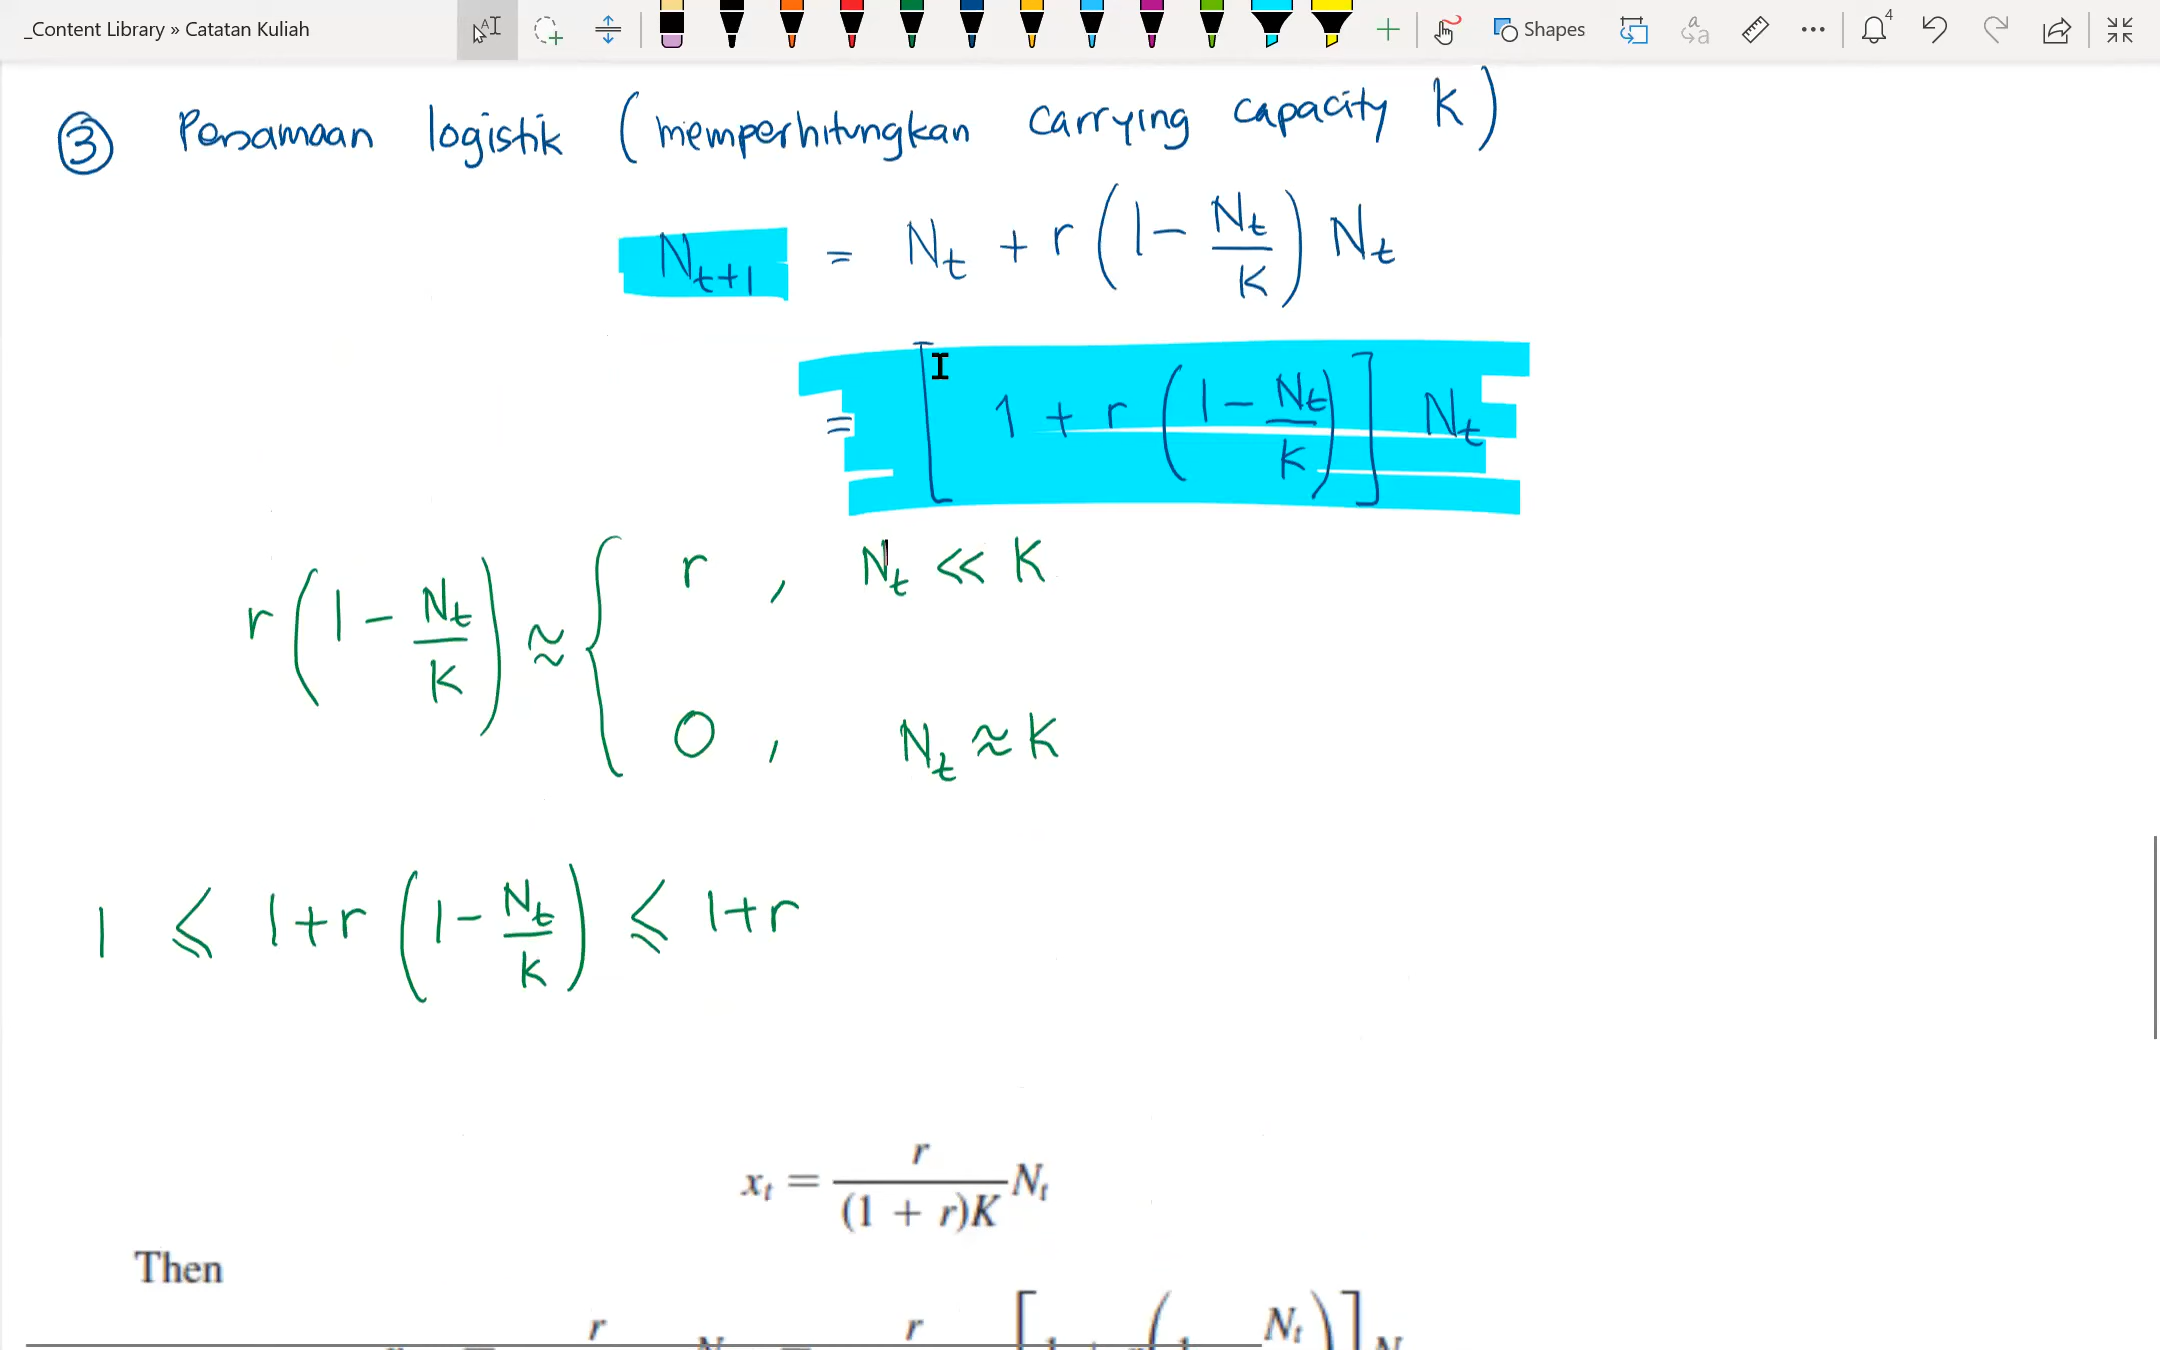 _Content Library » Catatan Kuliah
Shapes
4
③ Persamaan logistik (memperhitungkan carrying capacity K)
N_{t+1} = N_t + r (1 - N_t/K) N_t
= [1 + r (1 - N_t/K)] N_t
r (1 - N_t/K) ≈ { r , N_t << K
0 , N_t ≈ K
1 ⩽ 1+r (1 - N_t/K) ⩽ 1+r
x_t = r/((1 + r)K) N_t
Then